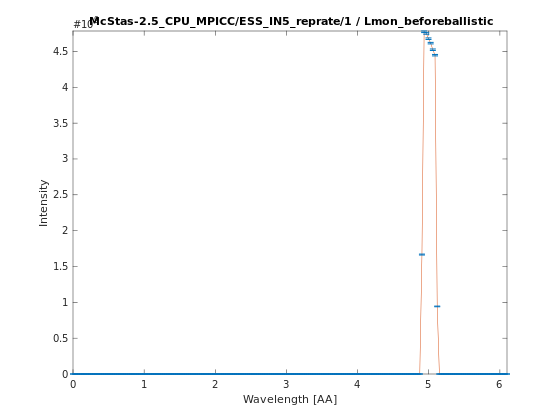 McStas-2.5_CPU_MPICC/ESS_IN5_reprate/1 / Lmon_beforeballistic
4.5
4
3.5
3
2.5
2
1.5
1
0.5
0
Intensity
0 1 2 3 4 5 6
Wavelength [AA]